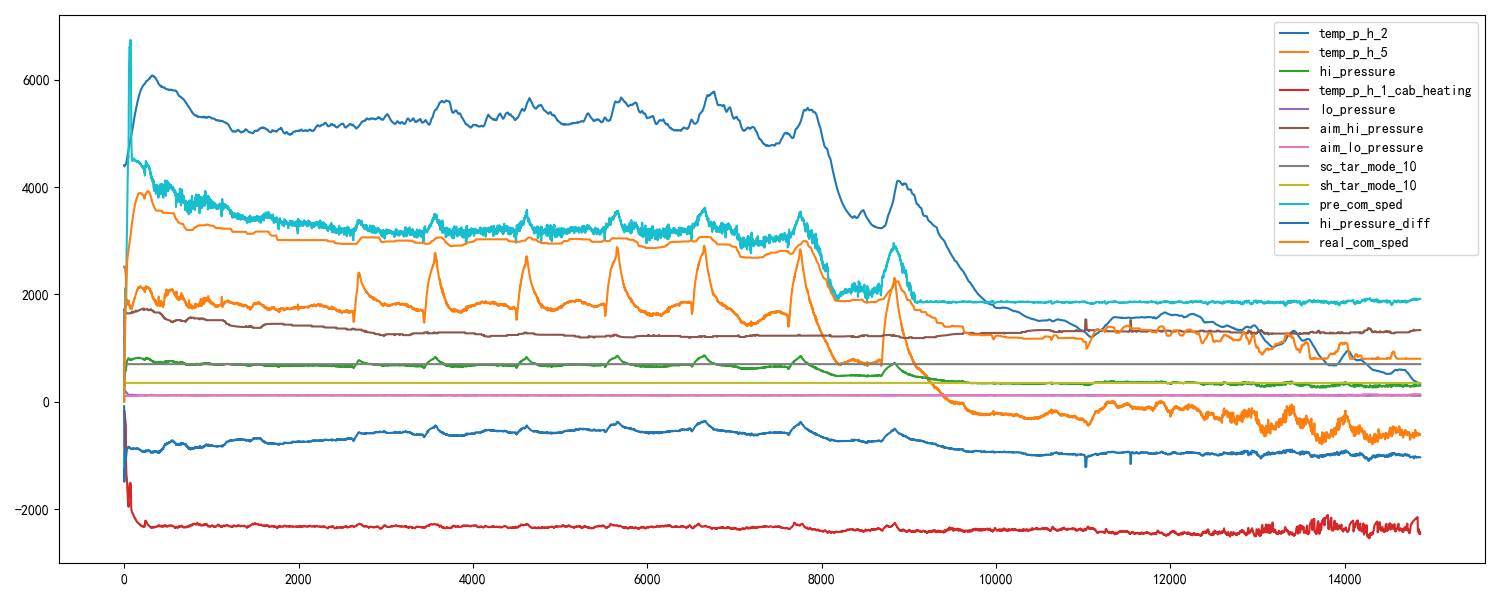 temp_p_h_2
temp_p_h_5
hi_pressure
temp_p_h_1_cab_heating
lo_pressure
aim_hi_pressure
aim_lo_pressure
sc_tar_mode_10
sh_tar_mode_10
pre_com_sped
hi_pressure_diff
real_com_sped
6000
4000
2000
0
−2000
0 2000 4000 6000 8000 10000 12000 14000